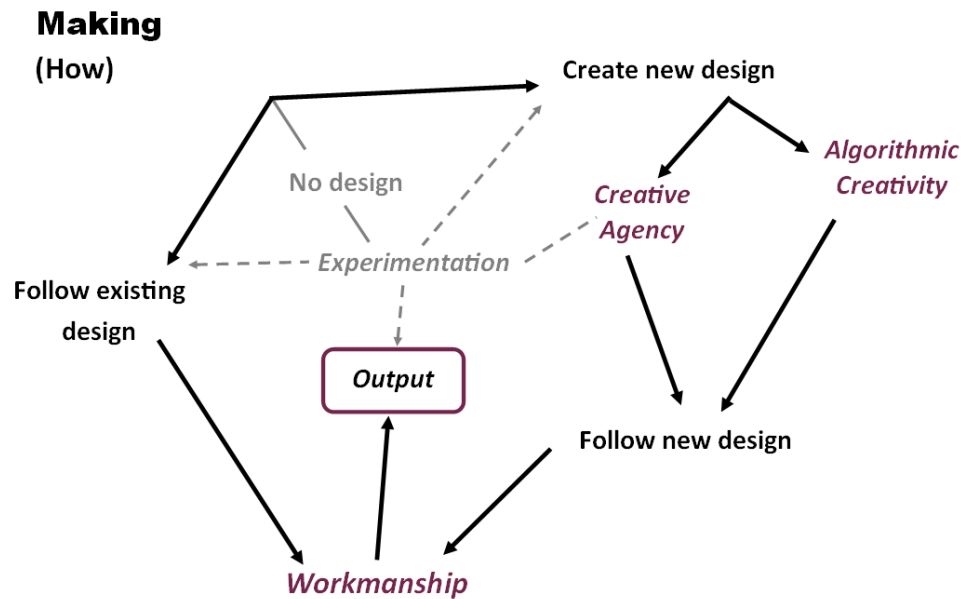 Making
(How)
Create new design
Algorithmic
Creativity
No design
Creative
Agency
Experimentation
Follow existing
design
Output
Follow new design
Workmanship